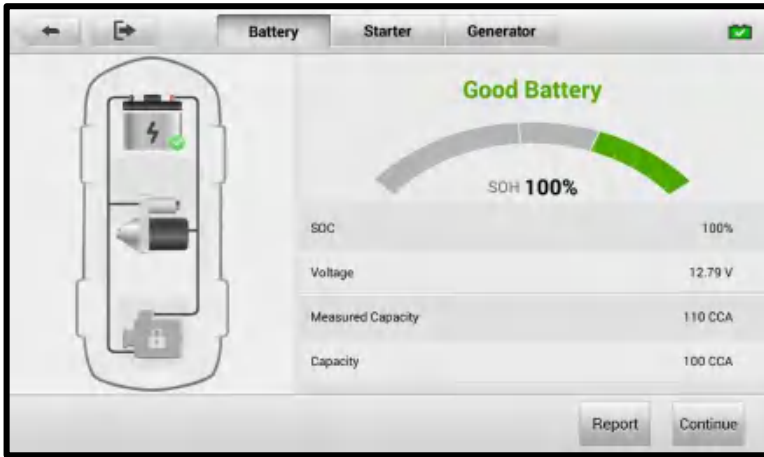 Battery Starter Generator
Good Battery
SOH 100%
SOC 100%
Voltage 12.79 V
Measured Capacity 110 CCA
Capacity 100 CCA
Report Continue